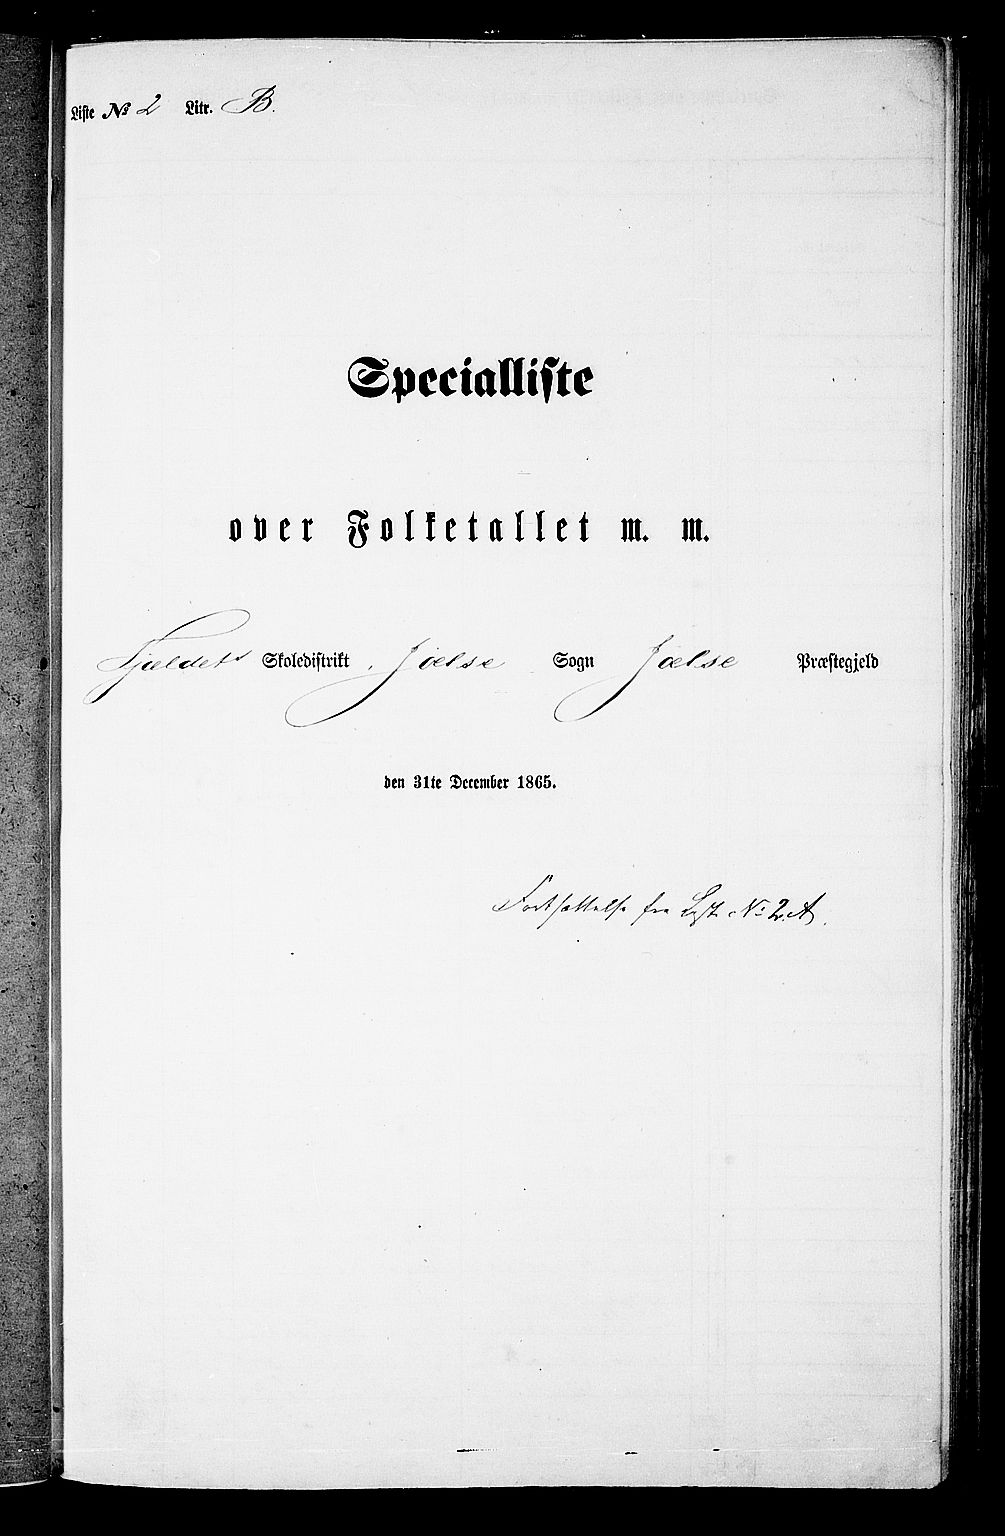 Liste No 2 Litr. B.
Specialliste
over Folketallet m. m.
Fjeldets Skoledistrikt, Jælse Sogn Jælse Præstegjeld
den 31te December 1865.
Fortsættelse fra Liste No 2. A.